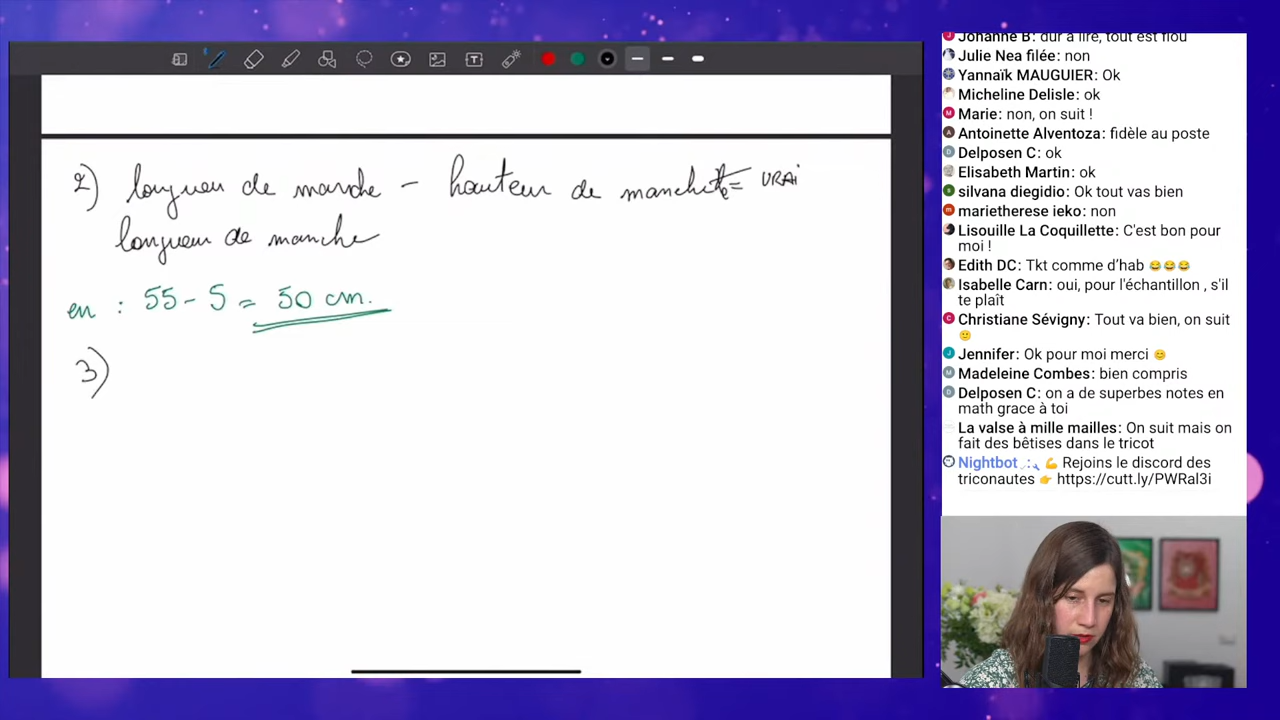 2) longueur de manche - hauteur de manchette = VRAI
longueur de manche
en : 55 - 5 = 50 cm.
3)
Johanne B: dur à lire, tout est flou
Julie Nea filée: non
Yannaïk MAUGUIER: Ok
Micheline Delisle: ok
Marie: non, on suit !
Antoinette Alventoza: fidèle au poste
Delposen C: ok
Elisabeth Martin: ok
silvana diegidio: Ok tout vas bien
marietherese ieko: non
Lisouille La Coquillette: C'est bon pour
moi !
Edith DC: Tkt comme d'hab 😂😂😂
Isabelle Carn: oui, pour l'échantillon , s'il
te plaît
Christiane Sévigny: Tout va bien, on suit
🙂
Jennifer: Ok pour moi merci 😊
Madeleine Combes: bien compris
Delposen C: on a de superbes notes en
math grace à toi
La valse à mille mailles: On suit mais on
fait des bêtises dans le tricot
Nightbot: 💪 Rejoins le discord des
triconautes 👉 https://cutt.ly/PWRal3i